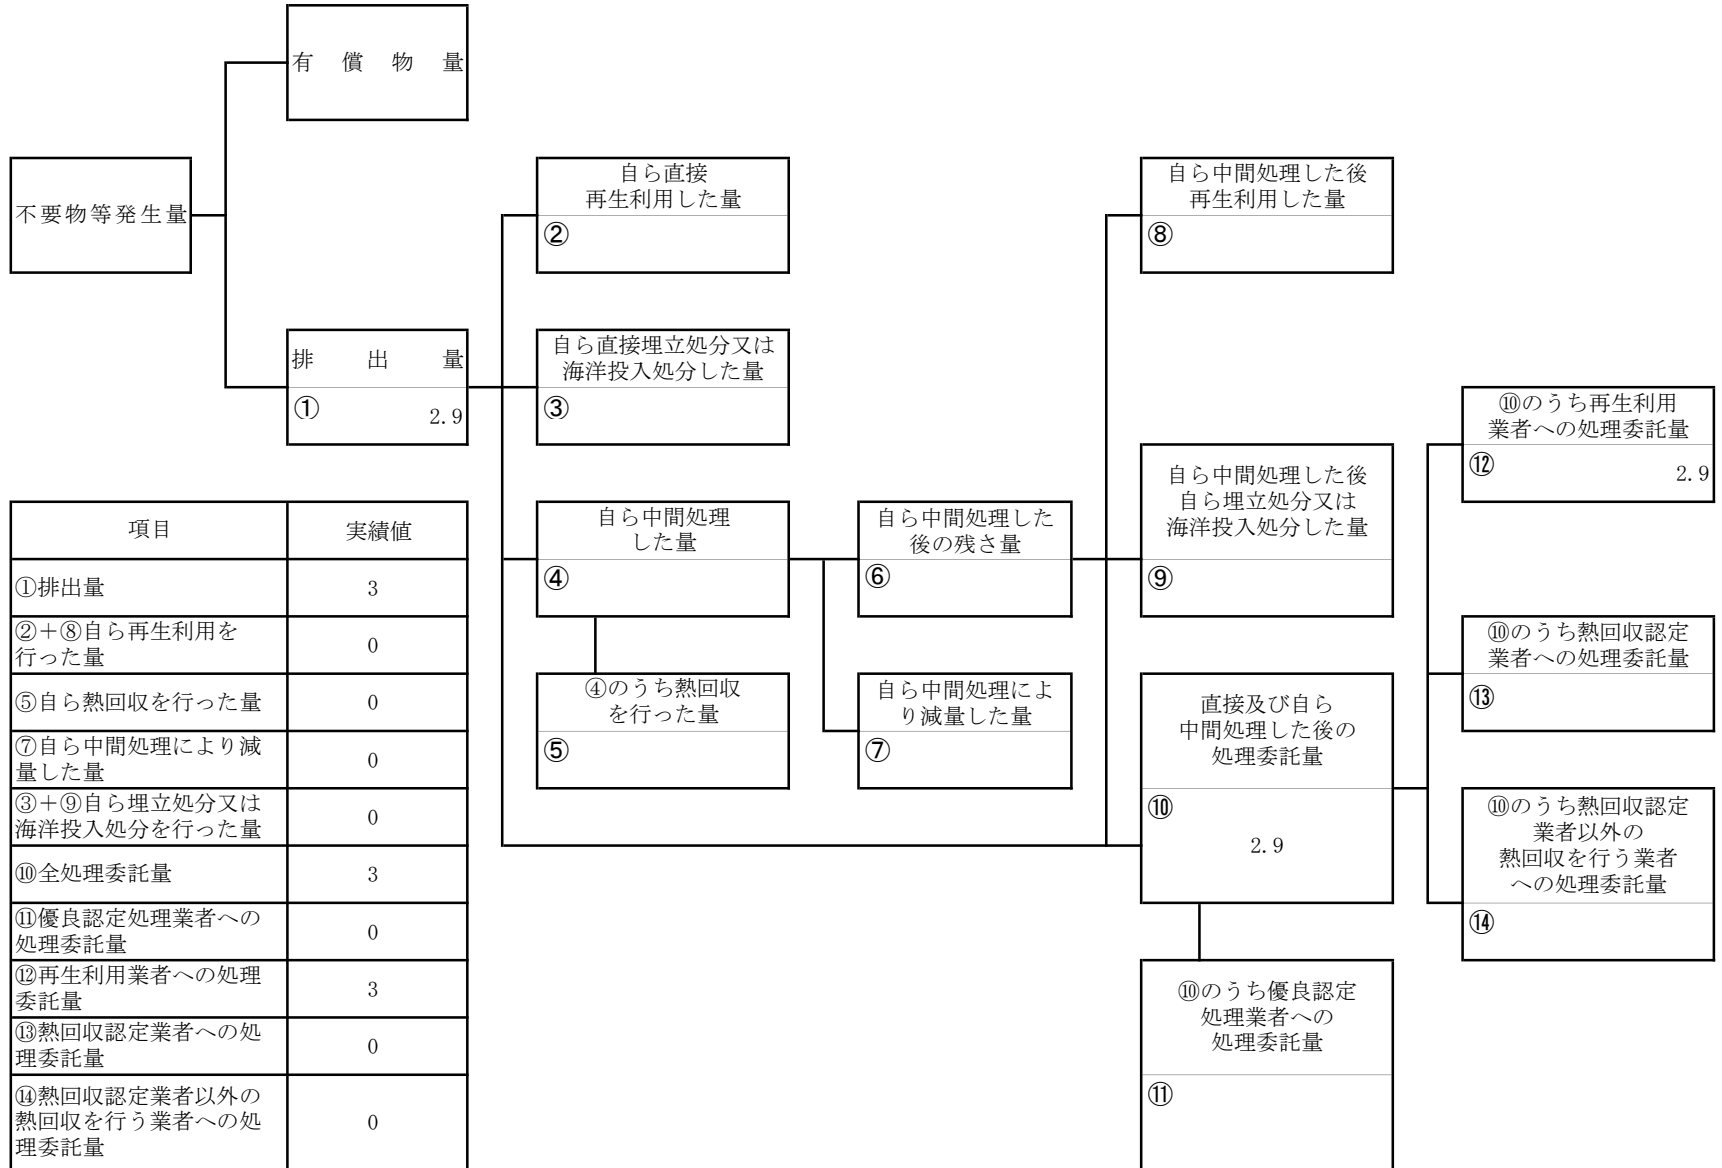 有償物量
不要物等発生量
自ら直接
再生利用した量
②
自ら中間処理した後
再生利用した量
⑧
排出量
① 2.9
自ら直接埋立処分又は
海洋投入処分した量
③
⑩のうち再生利用
業者への処理委託量
⑫ 2.9
自ら中間処理した後
自ら埋立処分又は
海洋投入処分した量
⑨
自ら中間処理
した量
④
自ら中間処理した
後の残さ量
⑥
⑩のうち熱回収認定
業者への処理委託量
⑬
④のうち熱回収
を行った量
⑤
自ら中間処理によ
り減量した量
⑦
直接及び自ら
中間処理した後の
処理委託量
⑩
2.9
⑩のうち熱回収認定
業者以外の
熱回収を行う業者
への処理委託量
⑭
⑩のうち優良認定
処理業者への
処理委託量
⑪
項目 実績値
①排出量 3
②＋⑧自ら再生利用を
行った量 0
⑤自ら熱回収を行った量 0
⑦自ら中間処理により減
量した量 0
③＋⑨自ら埋立処分又は
海洋投入処分を行った量 0
⑩全処理委託量 3
⑪優良認定処理業者への
処理委託量 0
⑫再生利用業者への処理
委託量 3
⑬熱回収認定業者への処
理委託量 0
⑭熱回収認定業者以外の
熱回収を行う業者への処
理委託量 0